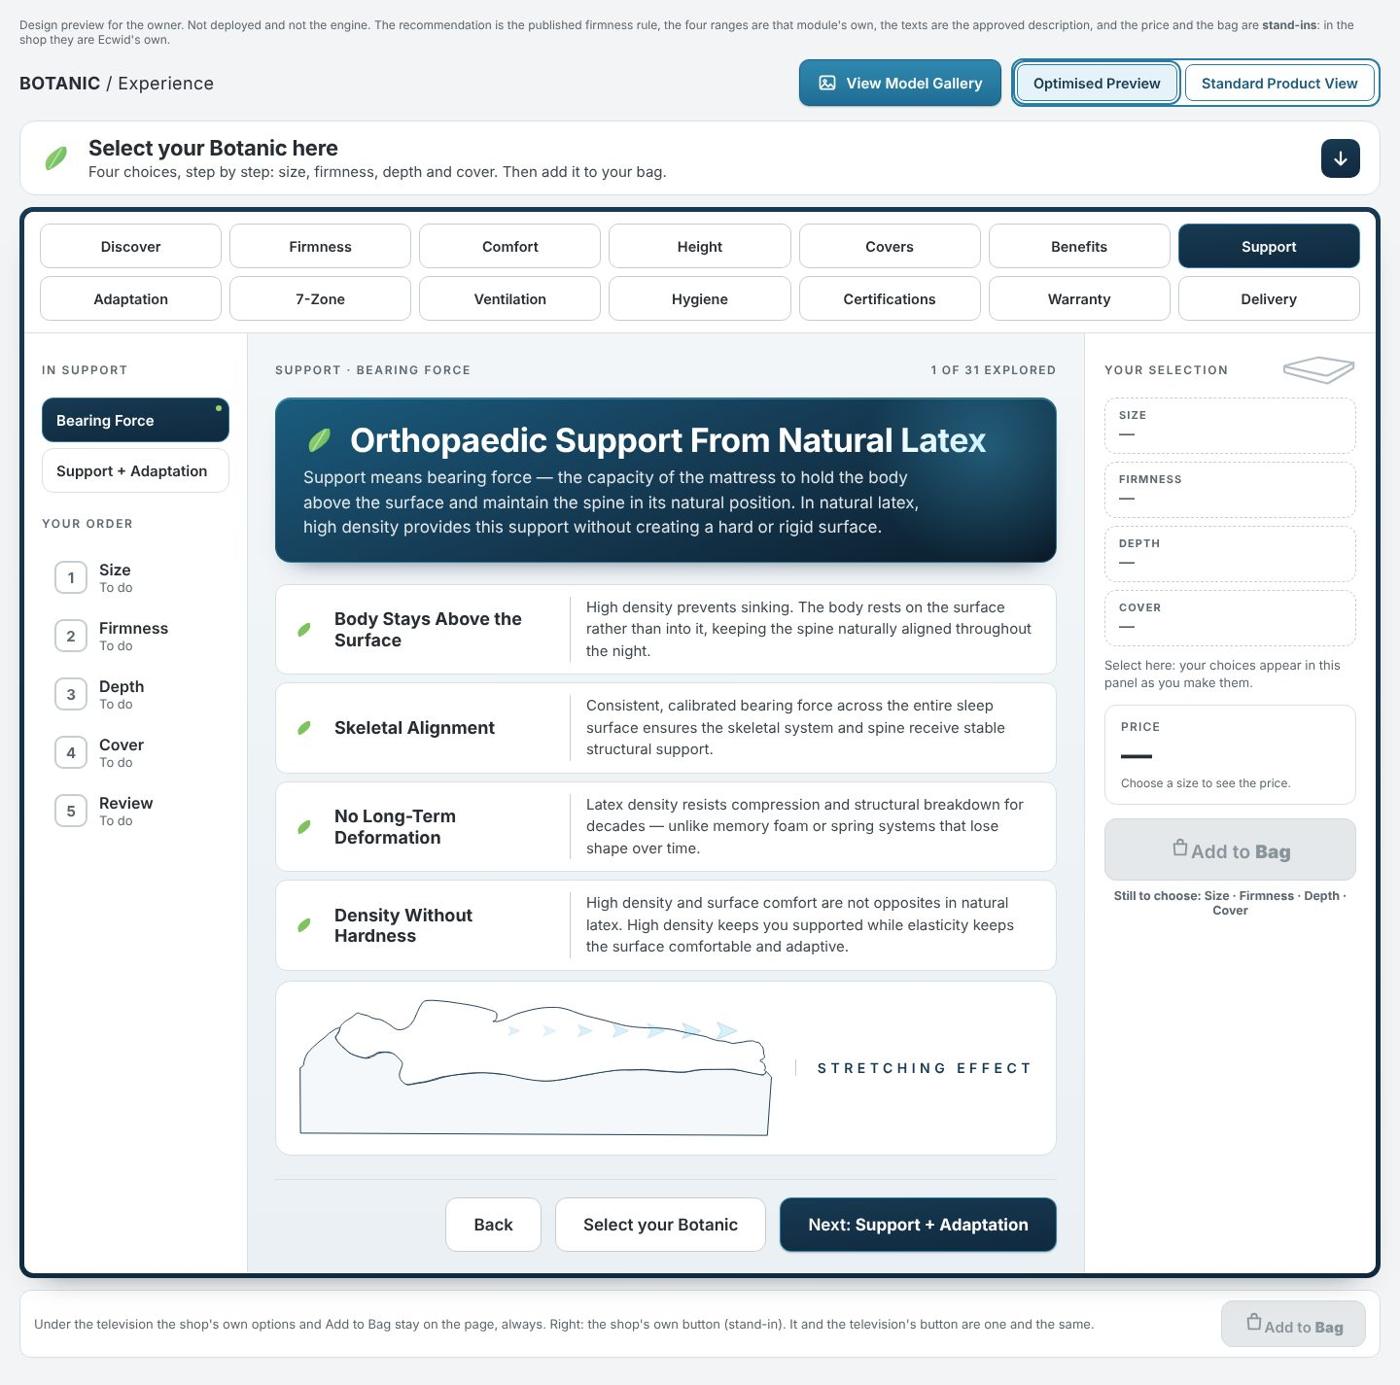 Design preview for the owner. Not deployed and not the engine. The recommendation is the published firmness rule, the four ranges are that module's own, the texts are the approved description, and the price and the bag are stand-ins: in the
shop they are Ecwid's own.
BOTANIC / Experience
View Model Gallery
Optimised Preview
Standard Product View
Select your Botanic here
Four choices, step by step: size, firmness, depth and cover. Then add it to your bag.
Discover
Firmness
Comfort
Height
Covers
Benefits
Support
Adaptation
7-Zone
Ventilation
Hygiene
Certifications
Warranty
Delivery
IN SUPPORT
Bearing Force
Support + Adaptation
YOUR ORDER
1
Size
To do
2
Firmness
To do
3
Depth
To do
4
Cover
To do
5
Review
To do
SUPPORT · BEARING FORCE
1 OF 31 EXPLORED
Orthopaedic Support From Natural Latex
Support means bearing force — the capacity of the mattress to hold the body
above the surface and maintain the spine in its natural position. In natural latex,
high density provides this support without creating a hard or rigid surface.
Body Stays Above the
Surface
High density prevents sinking. The body rests on the surface
rather than into it, keeping the spine naturally aligned throughout
the night.
Skeletal Alignment
Consistent, calibrated bearing force across the entire sleep
surface ensures the skeletal system and spine receive stable
structural support.
No Long-Term
Deformation
Latex density resists compression and structural breakdown for
decades — unlike memory foam or spring systems that lose
shape over time.
Density Without
Hardness
High density and surface comfort are not opposites in natural
latex. High density keeps you supported while elasticity keeps
the surface comfortable and adaptive.
STRETCHING EFFECT
Back
Select your Botanic
Next: Support + Adaptation
YOUR SELECTION
SIZE
—
FIRMNESS
—
DEPTH
—
COVER
—
Select here: your choices appear in this
panel as you make them.
PRICE
—
Choose a size to see the price.
Add to Bag
Still to choose: Size · Firmness · Depth ·
Cover
Under the television the shop's own options and Add to Bag stay on the page, always. Right: the shop's own button (stand-in). It and the television's button are one and the same.
Add to Bag